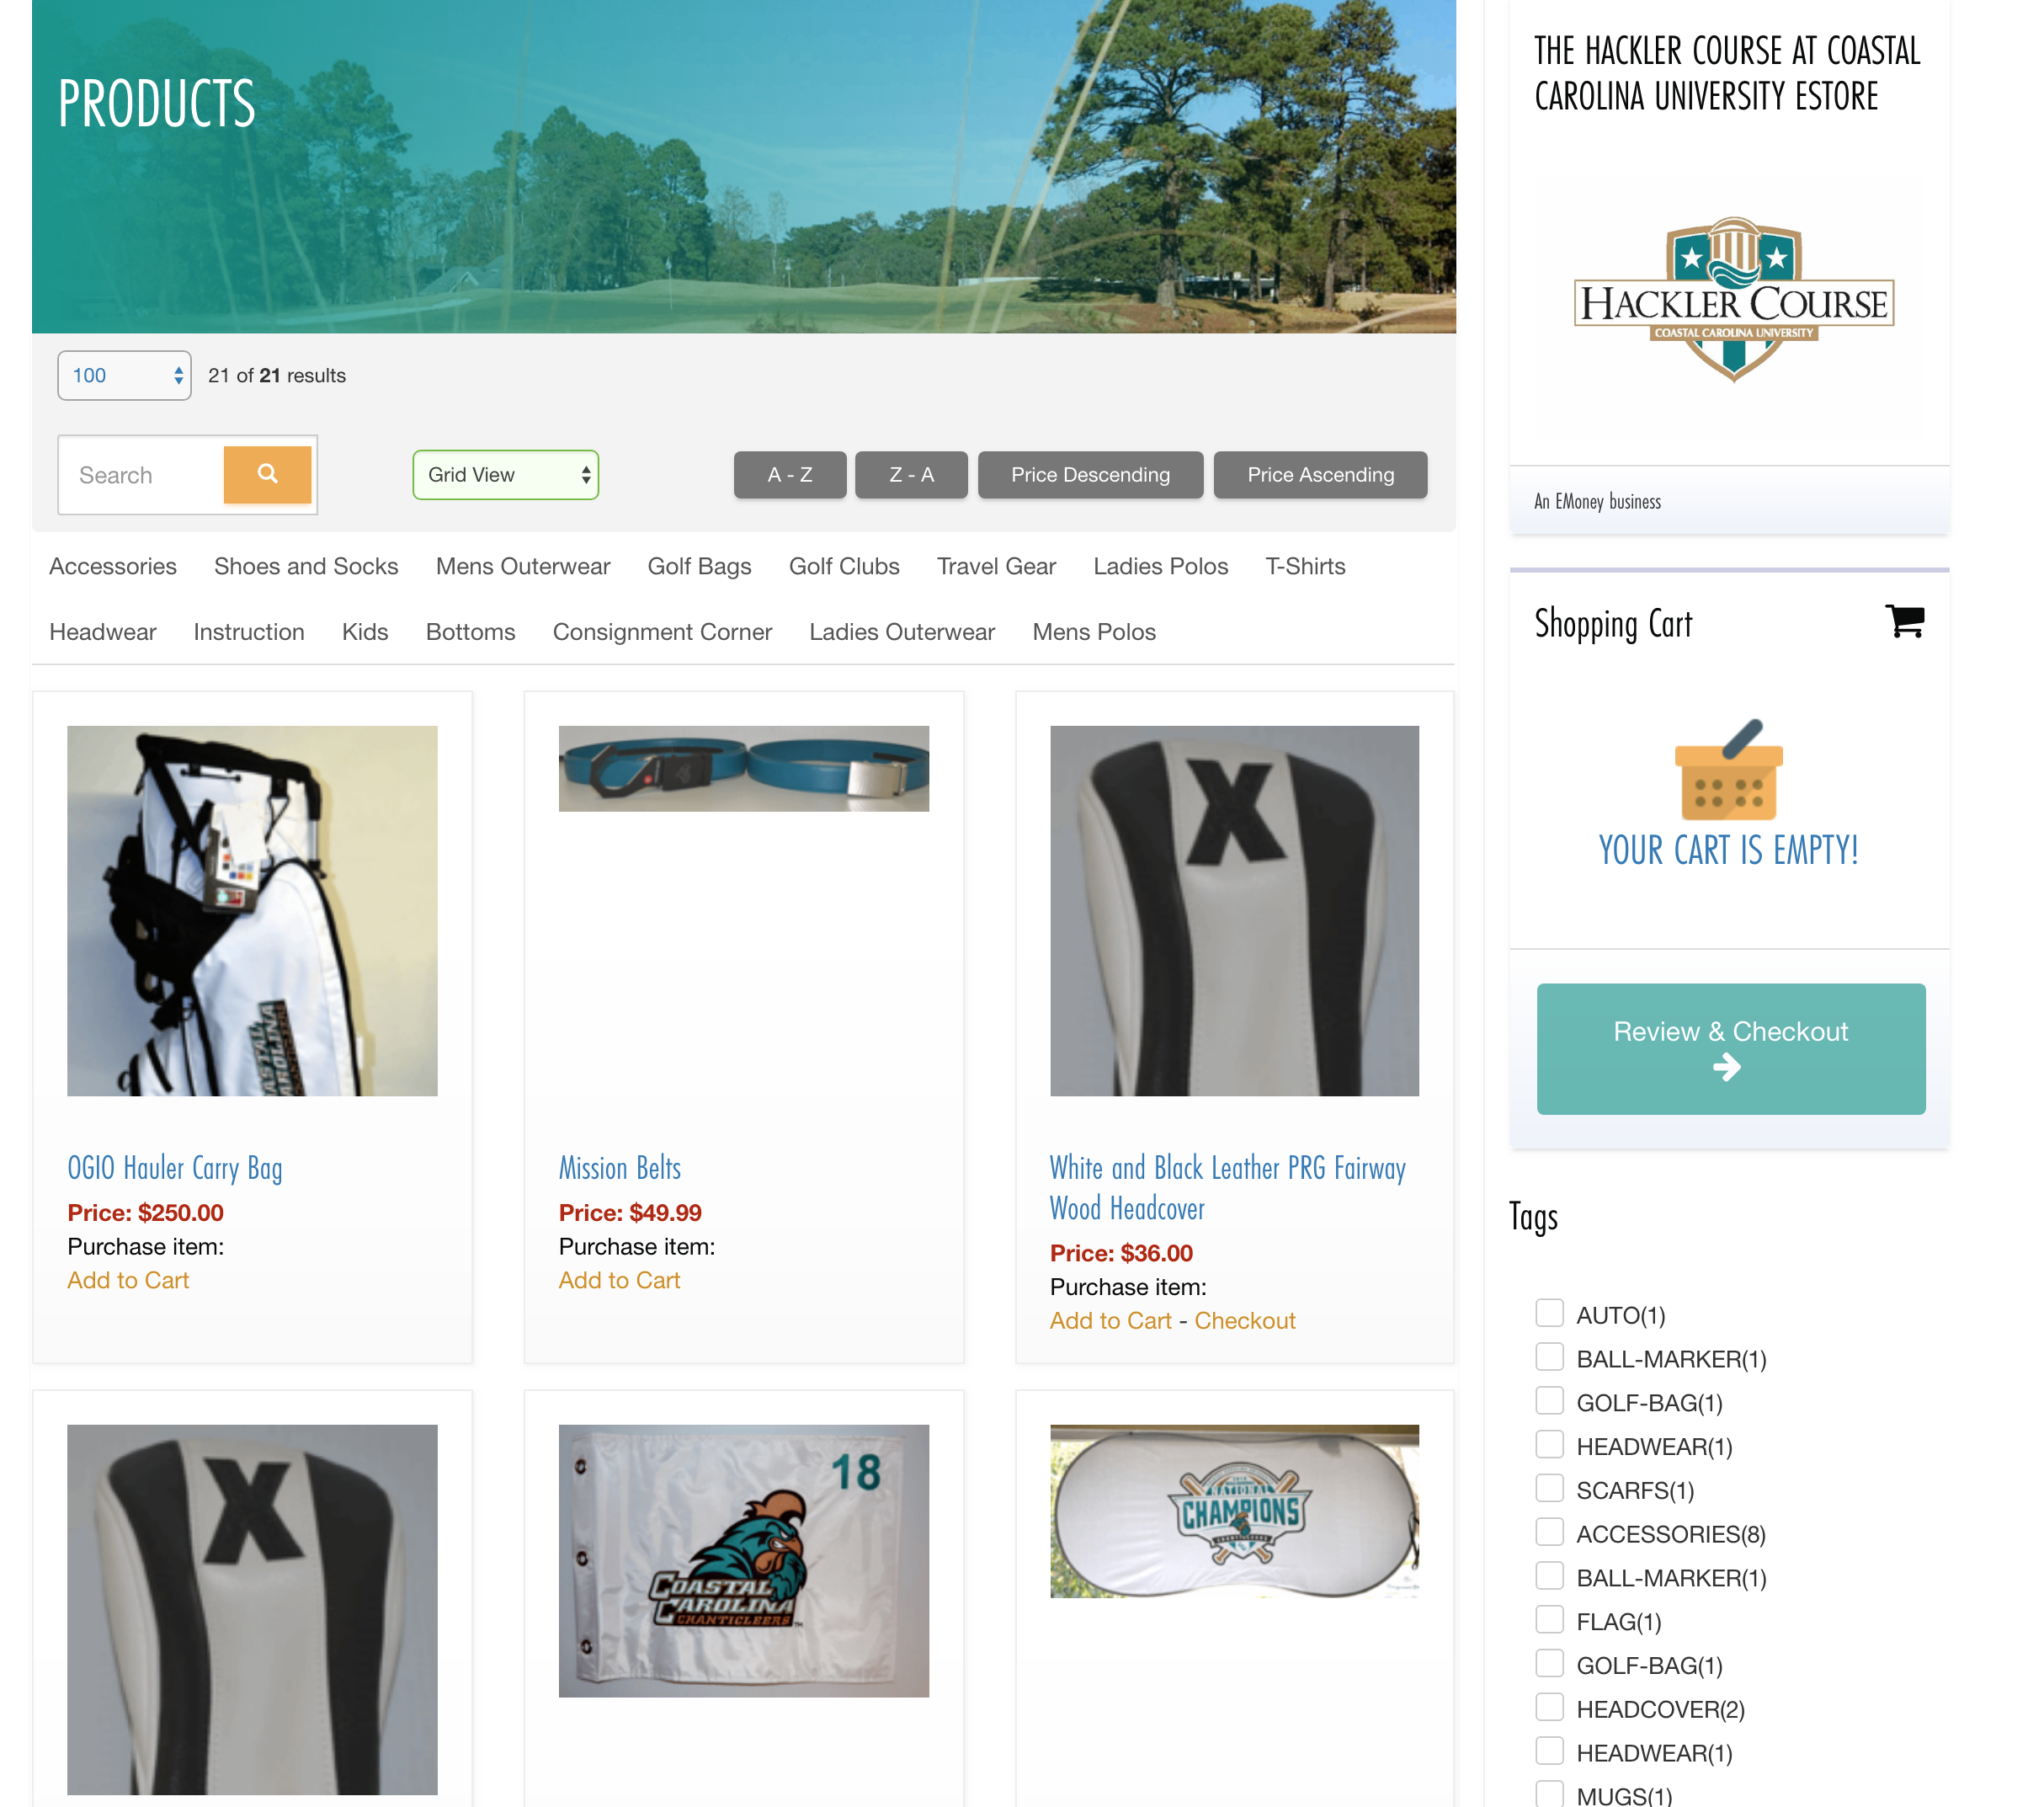 PRODUCTS
100
21 of 21 results
Search
Grid View
A - Z
Z - A
Price Descending
Price Ascending
Accessories Shoes and Socks Mens Outerwear Golf Bags Golf Clubs Travel Gear Ladies Polos T-Shirts
Headwear Instruction Kids Bottoms Consignment Corner Ladies Outerwear Mens Polos
COASTAL
CAROLINA
X
OGIO Hauler Carry Bag
Price: $250.00
Purchase item:
Add to Cart
Mission Belts
Price: $49.99
Purchase item:
Add to Cart
White and Black Leather PRG Fairway
Wood Headcover
Price: $36.00
Purchase item:
Add to Cart - Checkout
X
18
COASTAL
CAROLINA
CHANTICLEERS
TM
NATIONAL
CHAMPIONS
THE HACKLER COURSE AT COASTAL
CAROLINA UNIVERSITY ESTORE
HACKLER COURSE
COASTAL CAROLINA UNIVERSITY
An EMoney business
Shopping Cart
YOUR CART IS EMPTY!
Review & Checkout
Tags
AUTO(1)
BALL-MARKER(1)
GOLF-BAG(1)
HEADWEAR(1)
SCARFS(1)
ACCESSORIES(8)
BALL-MARKER(1)
FLAG(1)
GOLF-BAG(1)
HEADCOVER(2)
HEADWEAR(1)
MUGS(1)